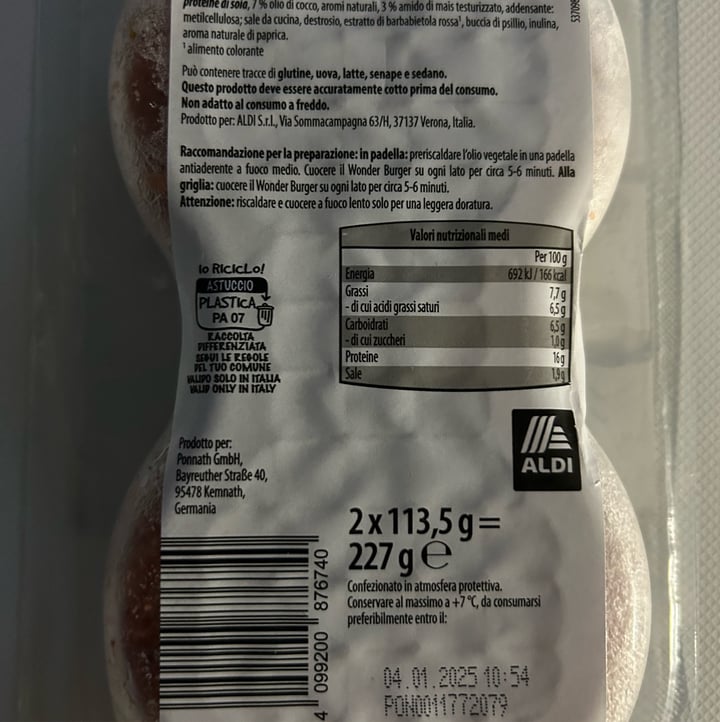 proteine di soia, 7 % olio di cocco, aromi naturali, 3 % amido di mais testurizzato, addensante:
metilcellulosa; sale da cucina, destrosio, estratto di barbabietola rossa¹, buccia di psillio, inulina,
aroma naturale di paprica.
¹ alimento colorante
Può contenere tracce di glutine, uova, latte, senape e sedano.
Questo prodotto deve essere accuratamente cotto prima del consumo.
Non adatto al consumo a freddo.
Prodotto per: ALDI S.r.l., Via Sommacampagna 63/H, 37137 Verona, Italia.
Raccomandazione per la preparazione: in padella: preriscaldare l'olio vegetale in una padella
antiaderente a fuoco medio. Cuocere il Wonder Burger su ogni lato per circa 5-6 minuti. Alla
griglia: cuocere il Wonder Burger su ogni lato per circa 5-6 minuti.
Attenzione: riscaldare e cuocere a fuoco lento solo per una leggera doratura.
Valori nutrizionali medi
Per 100 g
Energia 692 kJ / 166 kcal
Grassi 7,7 g
- di cui acidi grassi saturi 6,5 g
Carboidrati 6,5 g
- di cui zuccheri 1,0 g
Proteine 16 g
Sale 1,9 g
Io RICICLO!
ASTUCCIO
PLASTICA
PA 07
RACCOLTA
DIFFERENZIATA
SEGUI LE REGOLE
DEL TUO COMUNE
VALIDO SOLO IN ITALIA
VALID ONLY IN ITALY
ALDI
Prodotto per:
Ponnath GmbH,
Bayreuther Straße 40,
95478 Kemnath,
Germania
2 x 113,5 g =
227 g e
Confezionato in atmosfera protettiva.
Conservare al massimo a +7 °C, da consumarsi
preferibilmente entro il:
04.01.2025 10:54
PON0011772079
4 099200 876740